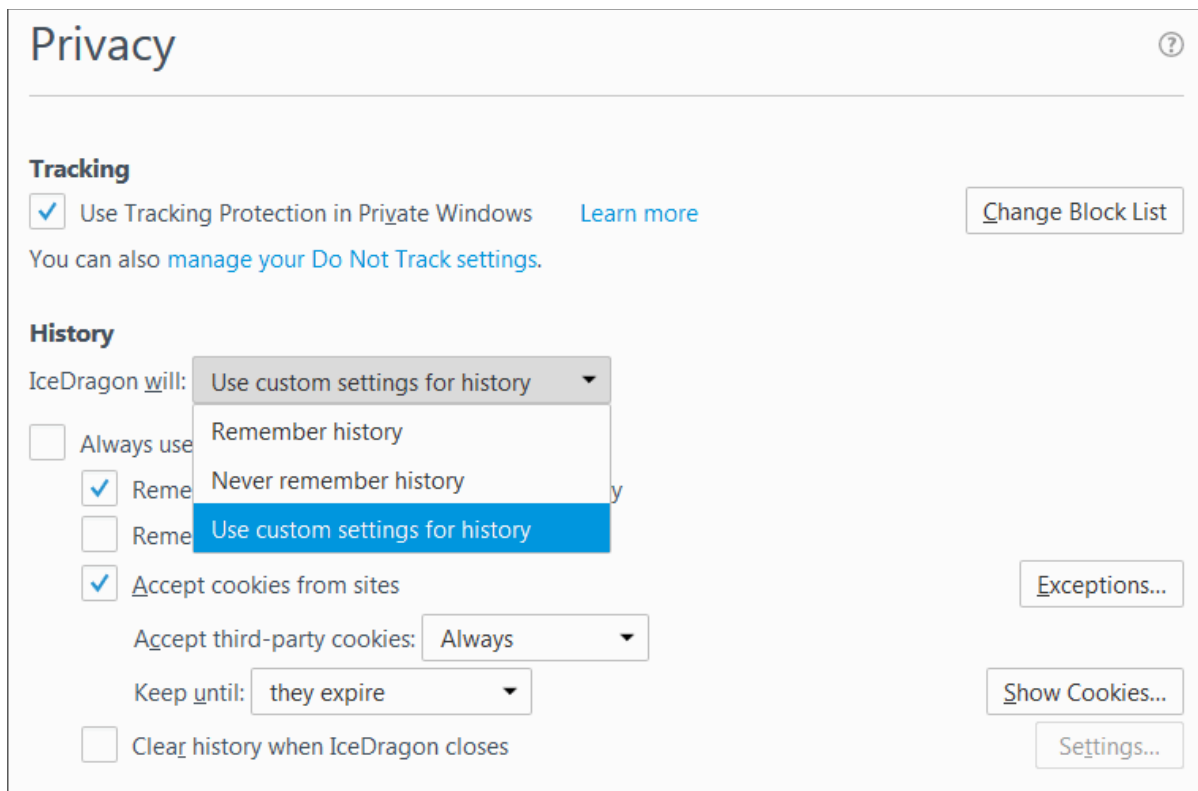 Privacy
?
Tracking
Use Tracking Protection in Private Windows Learn more Change Block List
You can also manage your Do Not Track settings.
History
IceDragon will: Use custom settings for history
Remember history
Always use
Never remember history
Reme y
Use custom settings for history
Reme
Accept cookies from sites Exceptions...
Accept third-party cookies: Always
Keep until: they expire Show Cookies...
Clear history when IceDragon closes Settings...